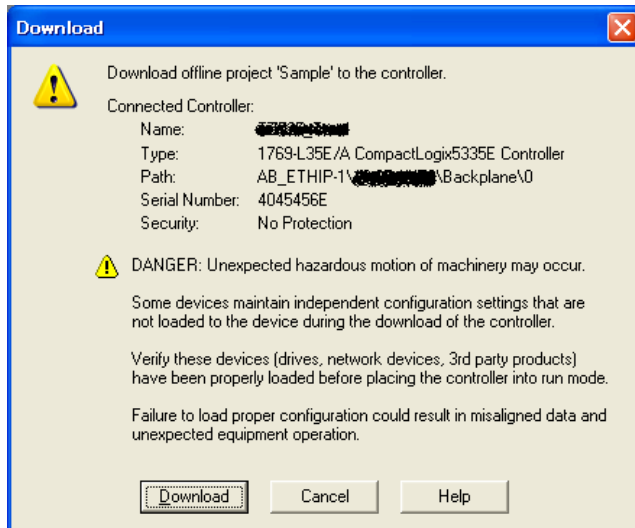 Download
Download offline project 'Sample' to the controller.
Connected Controller:
Name:
Type: 1769-L35E/A CompactLogix5335E Controller
Path: AB_ETHIP-1\ \Backplane\0
Serial Number: 4045456E
Security: No Protection
DANGER: Unexpected hazardous motion of machinery may occur.
Some devices maintain independent configuration settings that are
not loaded to the device during the download of the controller.
Verify these devices (drives, network devices, 3rd party products)
have been properly loaded before placing the controller into run mode.
Failure to load proper configuration could result in misaligned data and
unexpected equipment operation.
Download Cancel Help